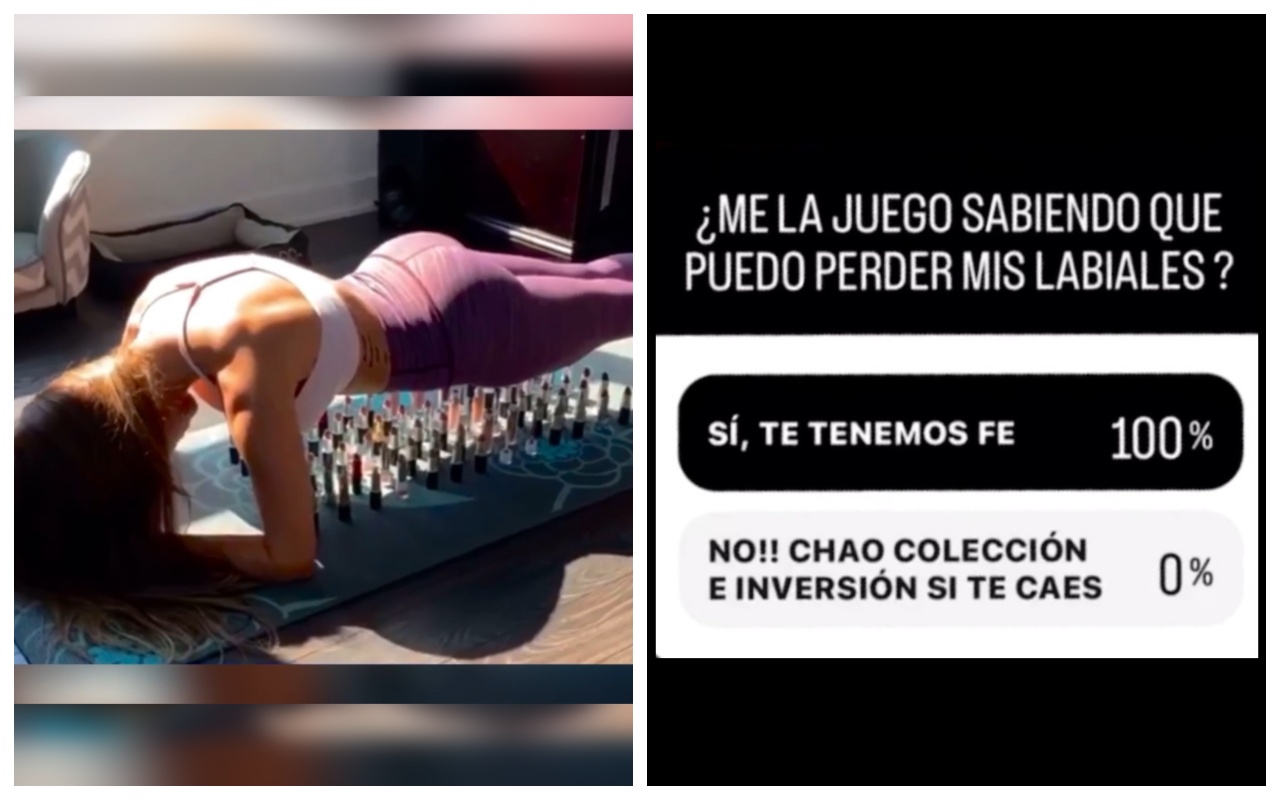 ¿ME LA JUEGO SABIENDO QUE
PUEDO PERDER MIS LABIALES ?
SÍ, TE TENEMOS FE 100%
NO!! CHAO COLECCIÓN
E INVERSIÓN SI TE CAES 0%